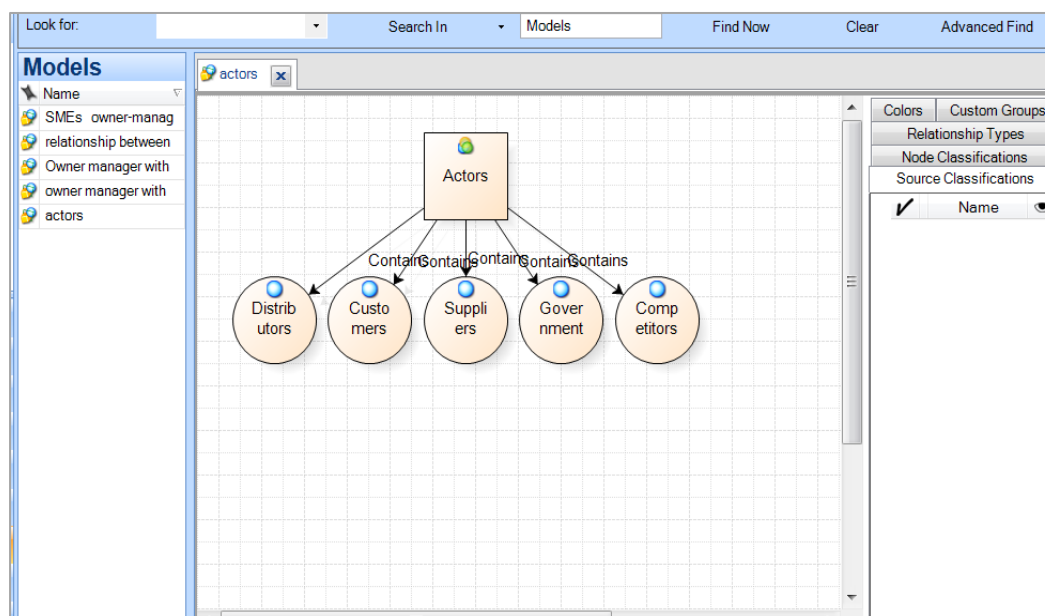 Look for:
Search In
Models
Find Now
Clear
Advanced Find
Models
Name
SMEs owner-manag
relationship between
Owner manager with
owner manager with
actors
actors
Actors
Contains
Contains
Contains
Contains
Contains
Distrib
utors
Custo
mers
Suppli
ers
Gover
nment
Comp
etitors
Colors
Custom Groups
Relationship Types
Node Classifications
Source Classifications
Name